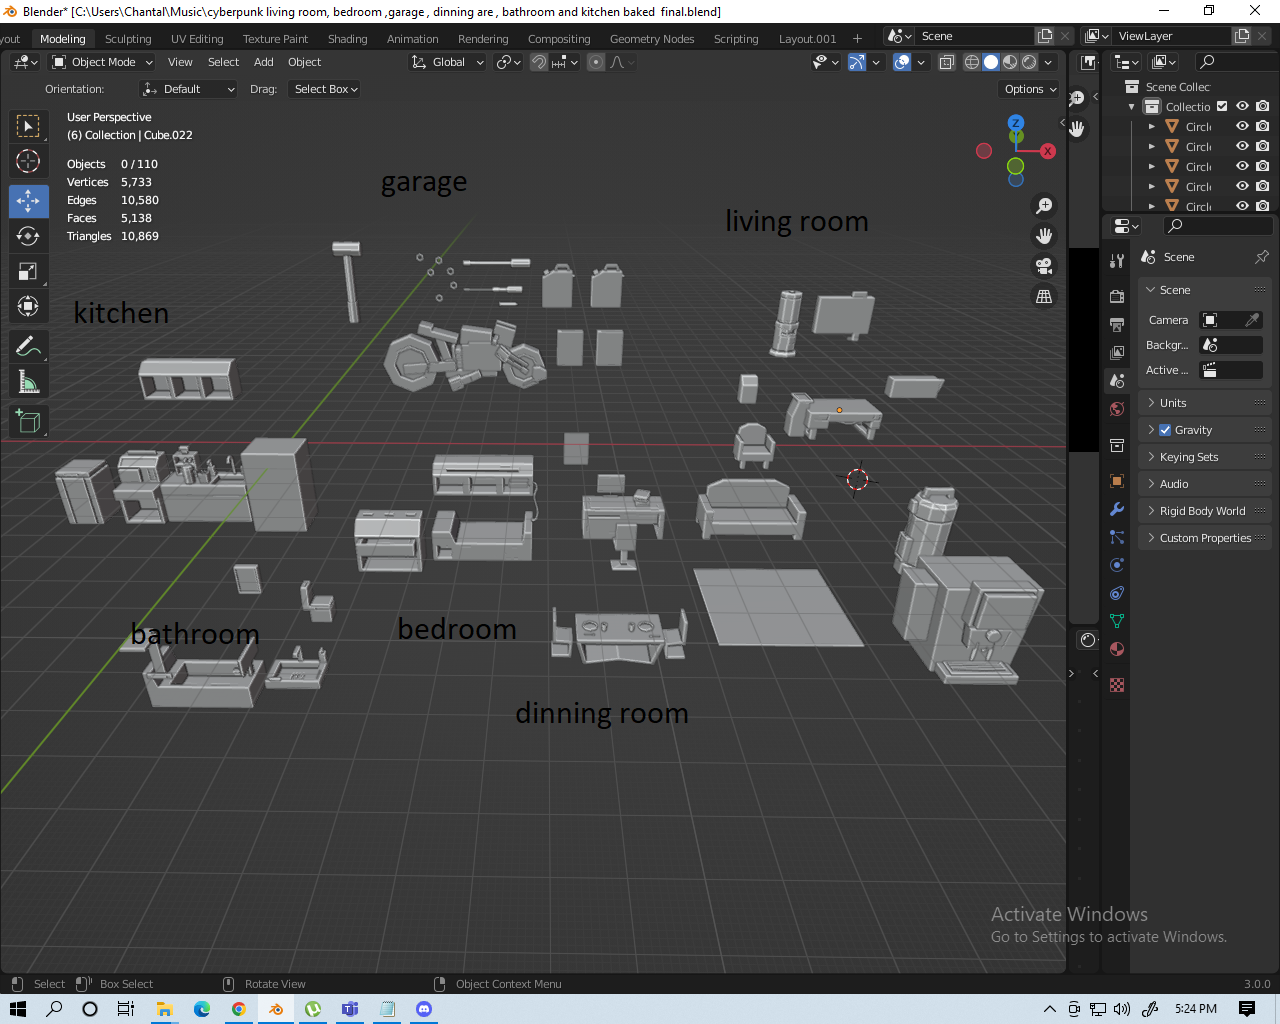 Blender* [C:\Users\Chantal\Music\cyberpunk living room, bedroom ,garage , dinning are , bathroom and kitchen baked  final.blend]
yout Modeling Sculpting UV Editing Texture Paint Shading Animation Rendering Compositing Geometry Nodes Scripting Layout.001 + Scene ViewLayer
Object Mode View Select Add Object Global
Orientation: Default Drag: Select Box Options
User Perspective
(6) Collection | Cube.022
Objects 0 / 110
Vertices 5,733
Edges 10,580
Faces 5,138
Triangles 10,869
Z
X
garage
living room
kitchen
bathroom
bedroom
dinning room
Scene Collec
Collectio
Circl
Circl
Circl
Circl
Circl
Scene
Scene
Camera
Backgr...
Active ...
Units
Gravity
Keying Sets
Audio
Rigid Body World
Custom Properties
Activate Windows
Go to Settings to activate Windows.
Select Box Select Rotate View Object Context Menu 3.0.0
5:24 PM